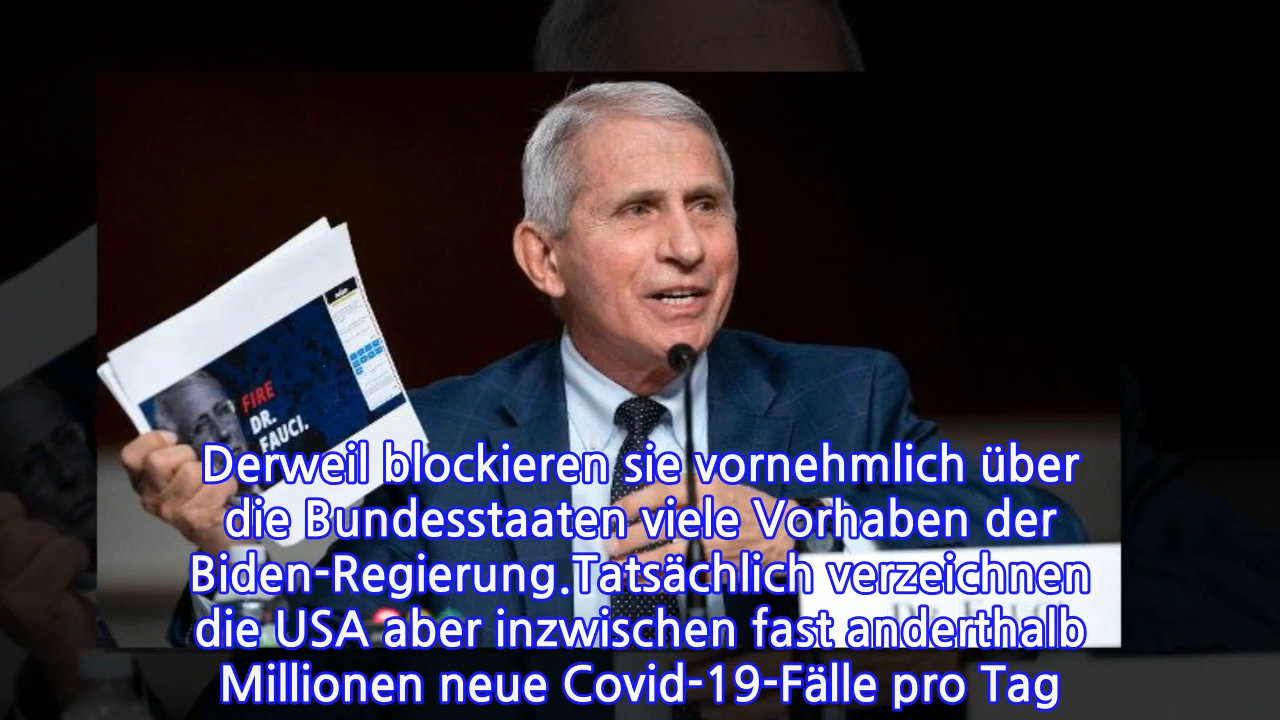 FIRE
DR.
FAUCI.
Derweil blockieren sie vornehmlich über
die Bundesstaaten viele Vorhaben der
Biden-Regierung.Tatsächlich verzeichnen
die USA aber inzwischen fast anderthalb
Millionen neue Covid-19-Fälle pro Tag